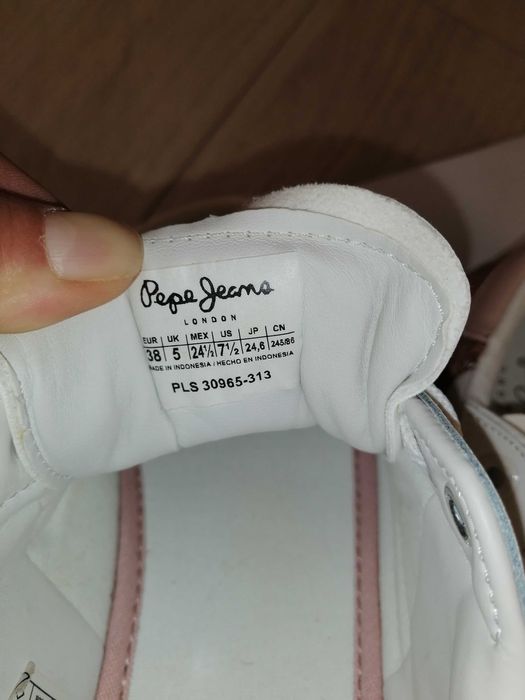 Pepe Jeans
LONDON
EUR UK MEX US JP CN
38 5 24½ 7½ 24,6 245/86
MADE IN INDONESIA / HECHO EN INDONESIA
PLS 30965-313